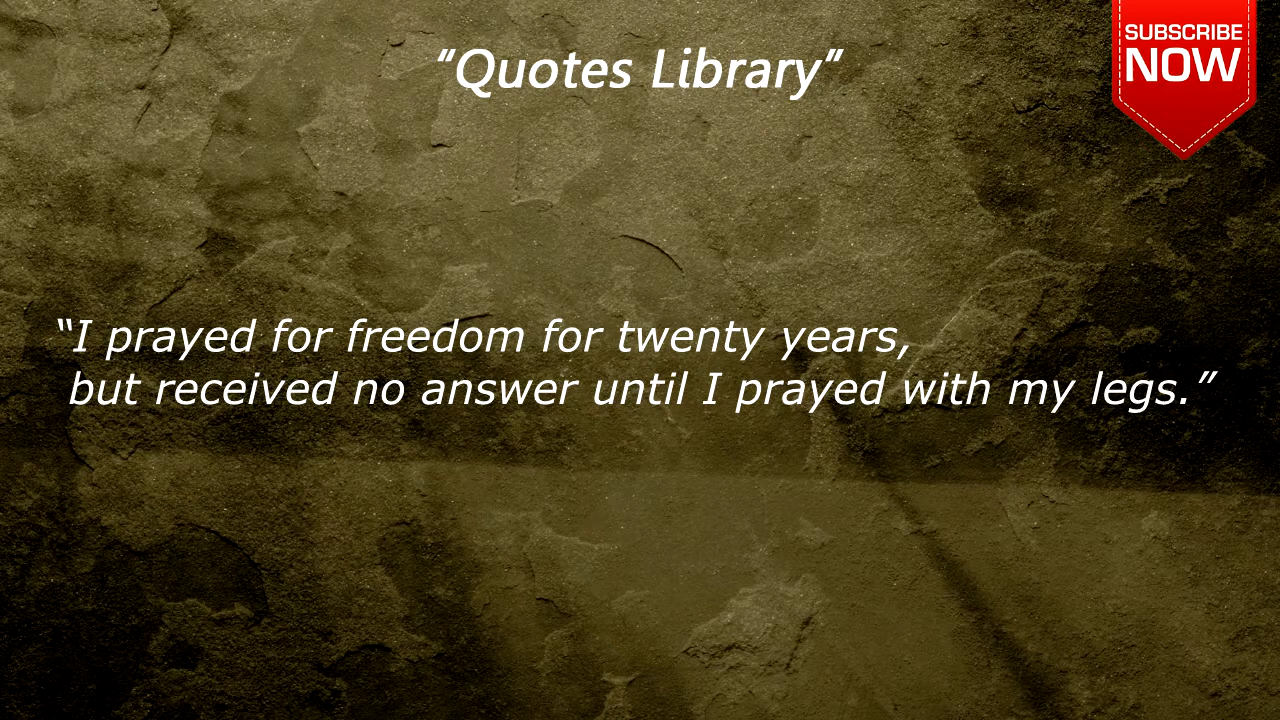 “Quotes Library”
SUBSCRIBE
NOW
“I prayed for freedom for twenty years,
but received no answer until I prayed with my legs.”